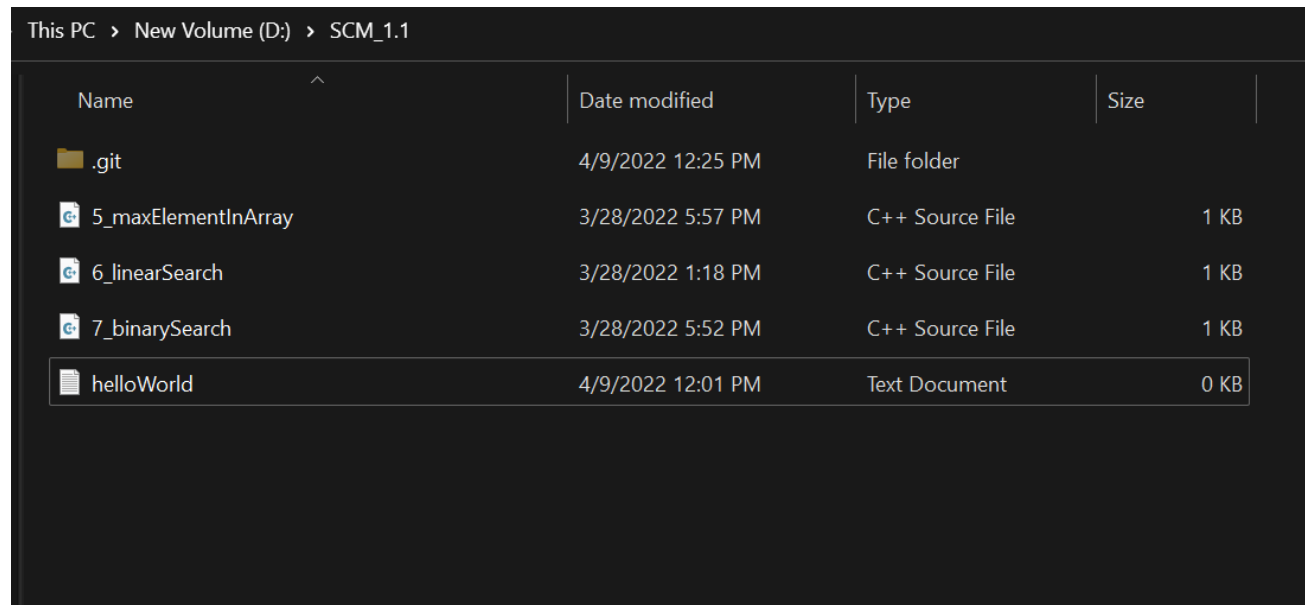 This PC > New Volume (D:) > SCM_1.1
Name Date modified Type Size
.git 4/9/2022 12:25 PM File folder
5_maxElementInArray 3/28/2022 5:57 PM C++ Source File 1 KB
6_linearSearch 3/28/2022 1:18 PM C++ Source File 1 KB
7_binarySearch 3/28/2022 5:52 PM C++ Source File 1 KB
helloWorld 4/9/2022 12:01 PM Text Document 0 KB